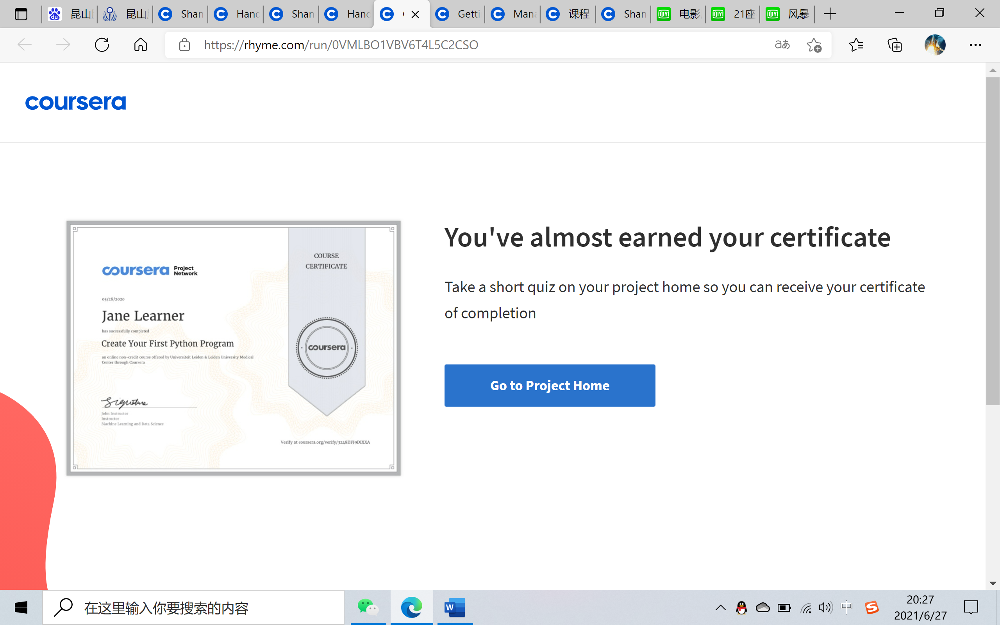 昆山
昆山
Shan
Hand
Shan
Hand
Getti
Mana
课程
Shan
电影
21座
风暴
https://rhyme.com/run/0VMLBO1VBV6T4L5C2CSO
coursera
COURSE
CERTIFICATE
coursera Project Network
05/28/2020
Jane Learner
has successfully completed
Create Your First Python Program
an online non-credit course offered by Universiteit Leiden & Leiden University Medical
Center through Coursera
coursera
Signature
John Instructor
Instructor
Machine Learning and Data Science
Verify at coursera.org/verify/3248DFJ9DIXXA
You've almost earned your certificate
Take a short quiz on your project home so you can receive your certificate
of completion
Go to Project Home
在这里输入你要搜索的内容
中
20:27
2021/6/27